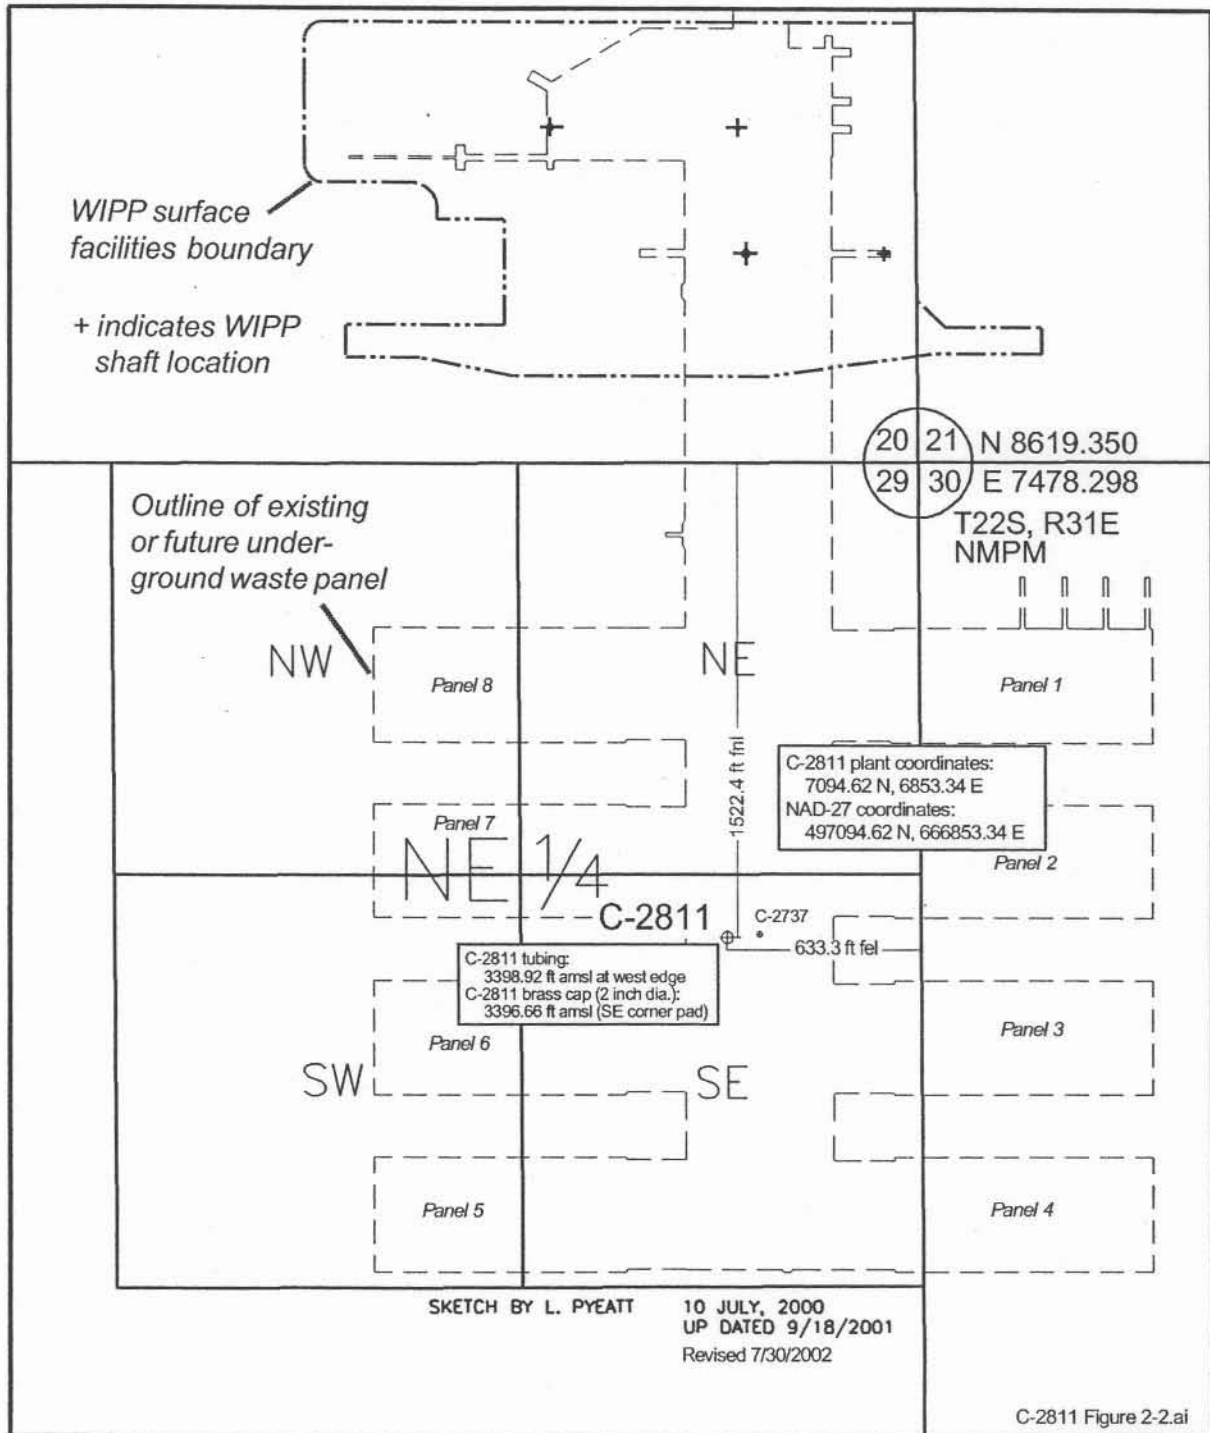 WIPP surface
facilities boundary
+ indicates WIPP
shaft location
20 21 N 8619.350
29 30 E 7478.298
T22S, R31E
NMPM
Outline of existing
or future under-
ground waste panel
NW
NE
Panel 8
Panel 1
1522.4 ft fnl
C-2811 plant coordinates:
7094.62 N, 6853.34 E
NAD-27 coordinates:
497094.62 N, 666853.34 E
Panel 7
NE 1/4
Panel 2
C-2811
C-2737
633.3 ft fel
C-2811 tubing:
3398.92 ft amsl at west edge
C-2811 brass cap (2 inch dia.):
3396.66 ft amsl (SE corner pad)
Panel 6
Panel 3
SW
SE
Panel 5
Panel 4
SKETCH BY L. PYEATT 10 JULY, 2000
UP DATED 9/18/2001
Revised 7/30/2002
C-2811 Figure 2-2.ai